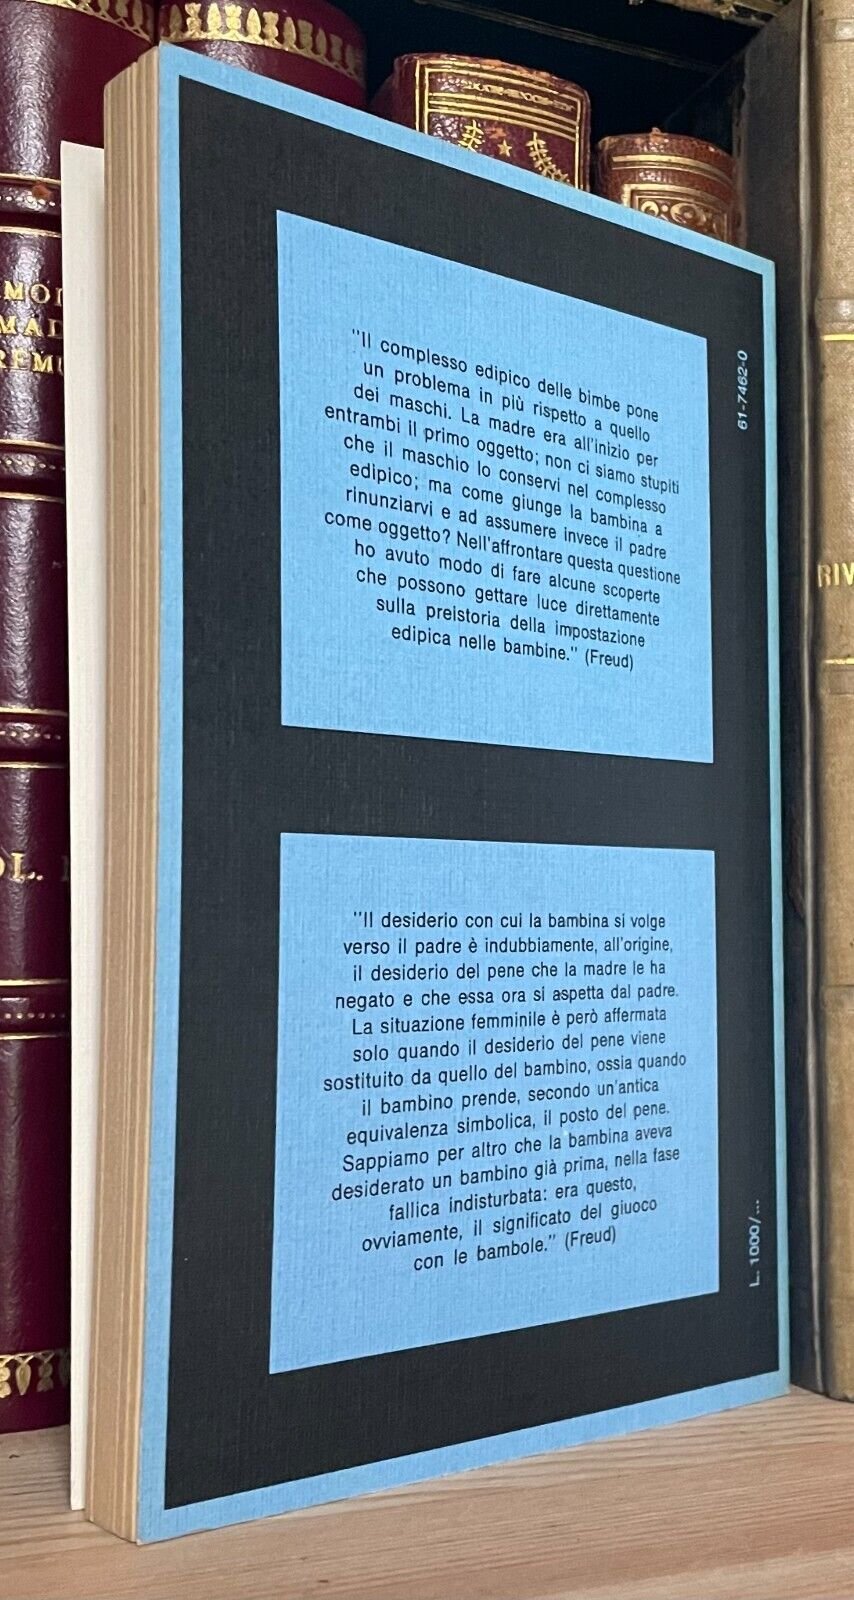 "Il complesso edipico delle bimbe pone
un problema in più rispetto a quello
dei maschi. La madre era all'inizio per
entrambi il primo oggetto; non ci siamo stupiti
che il maschio lo conservi nel complesso
edipico; ma come giunge la bambina a
rinunziarvi e ad assumere invece il padre
come oggetto? Nell'affrontare questa questione
ho avuto modo di fare alcune scoperte
che possono gettare luce direttamente
sulla preistoria della impostazione
edipica nelle bambine." (Freud)
61-7462-0
"Il desiderio con cui la bambina si volge
verso il padre è indubbiamente, all'origine,
il desiderio del pene che la madre le ha
negato e che essa ora si aspetta dal padre.
La situazione femminile è però affermata
solo quando il desiderio del pene viene
sostituito da quello del bambino, ossia quando
il bambino prende, secondo un'antica
equivalenza simbolica, il posto del pene.
Sappiamo per altro che la bambina aveva
desiderato un bambino già prima, nella fase
fallica indisturbata: era questo,
ovviamente, il significato del giuoco
con le bambole." (Freud)
L. 1000/...
RIV